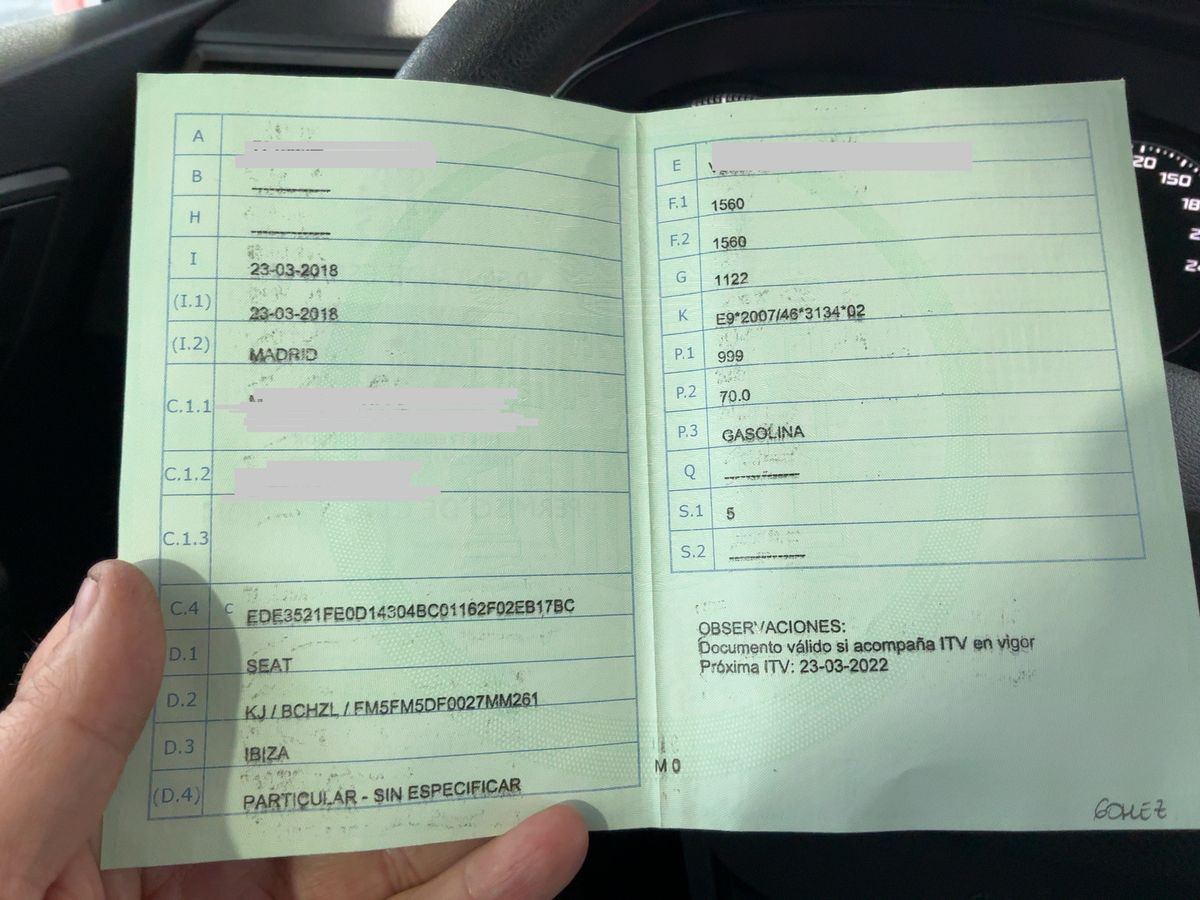 A
B
H
I 23-03-2018
(I.1) 23-03-2018
(I.2) MADRID
C.1.1
C.1.2
C.1.3
C.4 C EDE3521FE0D14304BC01162F02EB17BC
D.1 SEAT
D.2 KJ / BCHZL / FM5FM5DF0027MM261
D.3 IBIZA
(D.4) PARTICULAR - SIN ESPECIFICAR
E
F.1 1560
F.2 1560
G 1122
K E9*2007/46*3134*02
P.1 999
P.2 70.0
P.3 GASOLINA
Q
S.1 5
S.2
OBSERVACIONES:
Documento válido si acompaña ITV en vigor
Próxima ITV: 23-03-2022
M 0
GOMEZ
20
150